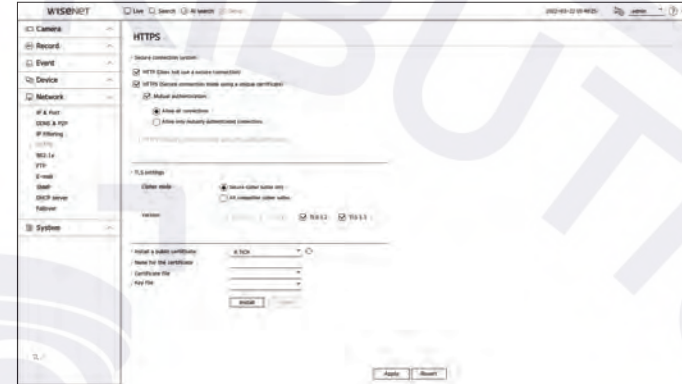 WISENET
Live Search AI Search
2022-03-22 admin
Camera
Record
Event
Device
Network
IP & Port
DDNS & P2P
IP Filtering
802.1x
FTP
E-mail
SNMP
DHCP server
Failover
System
HTTPS
Secure connection system
HTTP (Does not use a secure connection)
HTTPS (Secure connection mode using a unique certificate)
Mutual authentication
Allow all connections
Allow only mutually authenticated connections
TLS settings
Cipher mode
Secure cipher suites only
All compatible cipher suites
Version
TLS 1.2 TLS 1.3
Install a public certificate
Name for the certificate
Certificate file
Key file
Install
Apply Revert